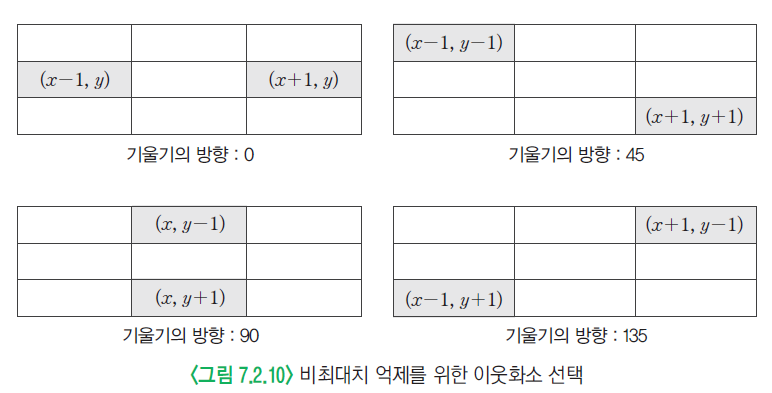 (x−1, y−1)
(x−1, y) (x+1, y)
(x+1, y+1)
기울기의 방향 : 0 기울기의 방향 : 45
(x, y−1) (x+1, y−1)
(x, y+1) (x−1, y+1)
기울기의 방향 : 90 기울기의 방향 : 135
<그림 7.2.10> 비최대치 억제를 위한 이웃화소 선택